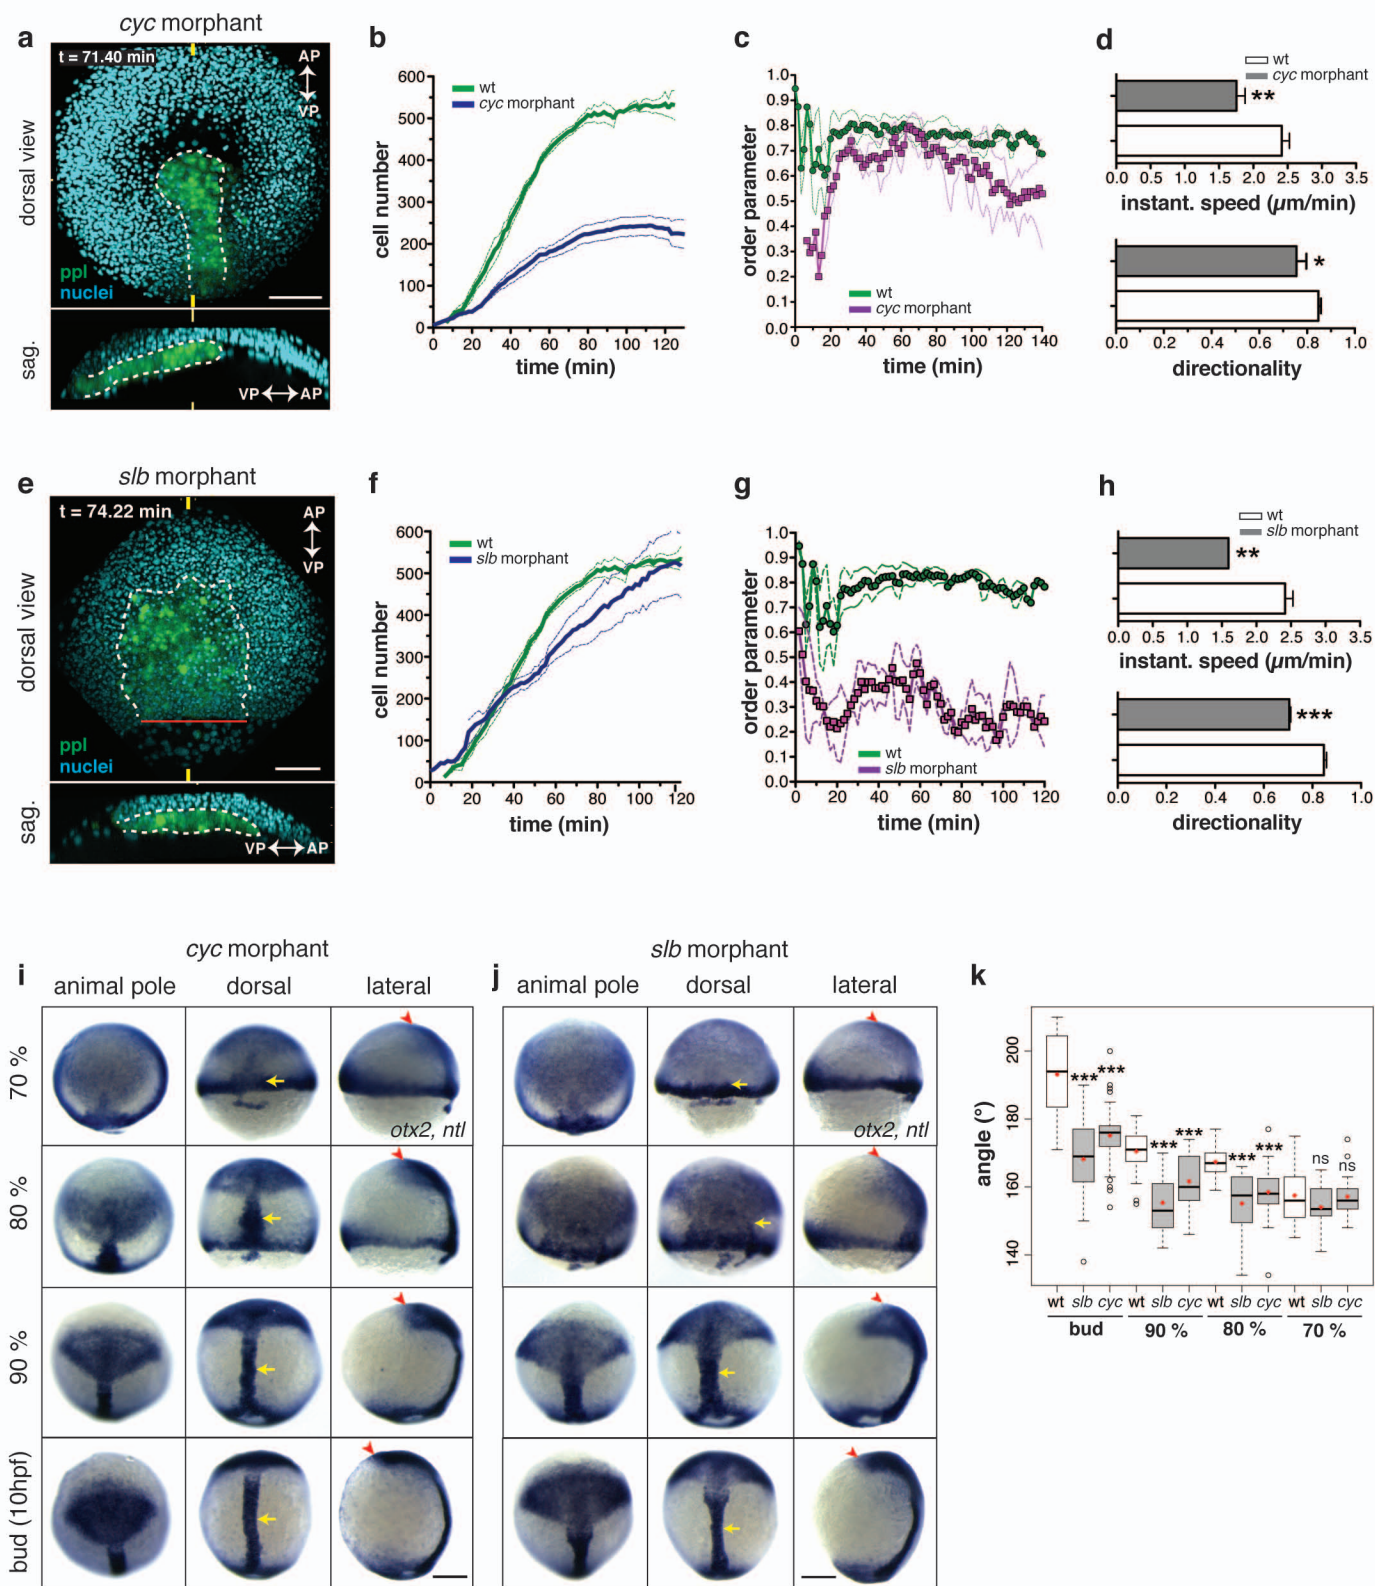 cyc morphant
a
t = 71.40 min
AP
VP
dorsal view
ppl
nuclei
sag.
VP AP
b
600
500
400
300
200
100
0
cell number
wt
cyc morphant
0 20 40 60 80 100 120
time (min)
c
1.0
0.9
0.8
0.7
0.6
0.5
0.4
0.3
0.2
0.1
0.0
order parameter
wt
cyc morphant
0 20 40 60 80 100 120 140
time (min)
d
wt
cyc morphant
**
0.0 0.5 1.0 1.5 2.0 2.5 3.0 3.5
instant. speed (µm/min)
*
0.0 0.2 0.4 0.6 0.8 1.0
directionality
slb morphant
e
t = 74.22 min
AP
VP
dorsal view
ppl
nuclei
sag.
VP AP
f
600
500
400
300
200
100
0
cell number
wt
slb morphant
0 20 40 60 80 100 120
time (min)
g
1.0
0.9
0.8
0.7
0.6
0.5
0.4
0.3
0.2
0.1
0.0
order parameter
wt
slb morphant
0 20 40 60 80 100 120
time (min)
h
wt
slb morphant
**
0.0 0.5 1.0 1.5 2.0 2.5 3.0 3.5
instant. speed (µm/min)
***
0.0 0.2 0.4 0.6 0.8 1.0
directionality
cyc morphant
i
animal pole dorsal lateral
70 %
otx2, ntl
80 %
90 %
bud (10hpf)
slb morphant
j
animal pole dorsal lateral
otx2, ntl
k
angle (°)
200
180
160
140
*** ***
*** ***
*** ***
ns ns
wt slb cyc wt slb cyc wt slb cyc wt slb cyc
bud 90 % 80 % 70 %